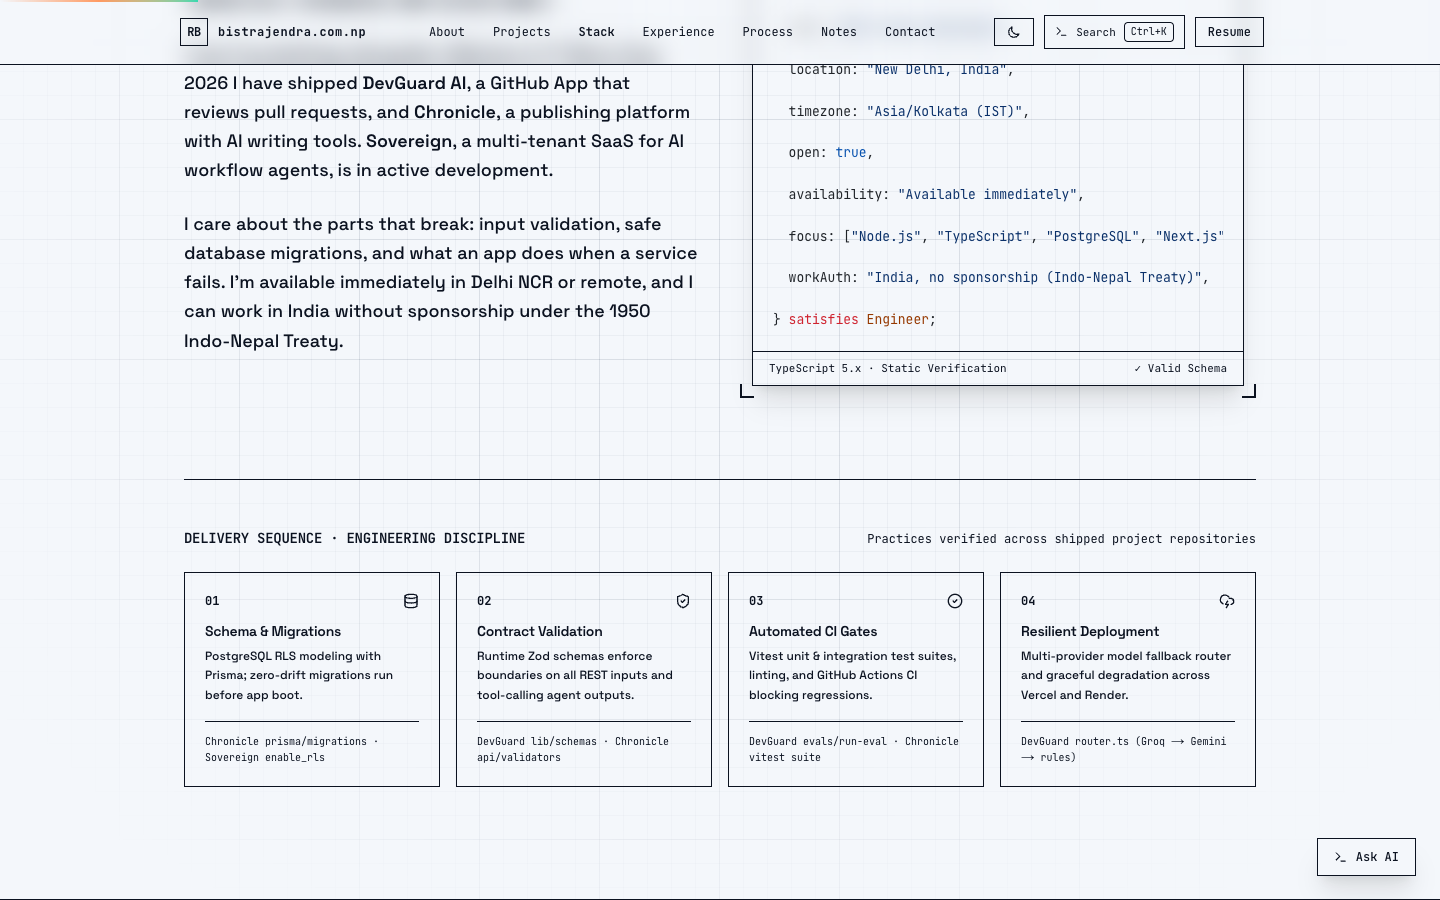 RB bistrajendra.com.np About Projects Stack Experience Process Notes Contact Search Ctrl+K Resume
2026 I have shipped DevGuard AI, a GitHub App that
reviews pull requests, and Chronicle, a publishing platform
with AI writing tools. Sovereign, a multi-tenant SaaS for AI
workflow agents, is in active development.
I care about the parts that break: input validation, safe
database migrations, and what an app does when a service
fails. I'm available immediately in Delhi NCR or remote, and I
can work in India without sponsorship under the 1950
Indo-Nepal Treaty.
location: "New Delhi, India",
timezone: "Asia/Kolkata (IST)",
open: true,
availability: "Available immediately",
focus: ["Node.js", "TypeScript", "PostgreSQL", "Next.js"
workAuth: "India, no sponsorship (Indo-Nepal Treaty)",
} satisfies Engineer;
TypeScript 5.x · Static Verification ✓ Valid Schema
DELIVERY SEQUENCE · ENGINEERING DISCIPLINE
Practices verified across shipped project repositories
01
Schema & Migrations
PostgreSQL RLS modeling with
Prisma; zero-drift migrations run
before app boot.
Chronicle prisma/migrations ·
Sovereign enable_rls
02
Contract Validation
Runtime Zod schemas enforce
boundaries on all REST inputs and
tool-calling agent outputs.
DevGuard lib/schemas · Chronicle
api/validators
03
Automated CI Gates
Vitest unit & integration test suites,
linting, and GitHub Actions CI
blocking regressions.
DevGuard evals/run-eval · Chronicle
vitest suite
04
Resilient Deployment
Multi-provider model fallback router
and graceful degradation across
Vercel and Render.
DevGuard router.ts (Groq ⟶ Gemini
⟶ rules)
Ask AI